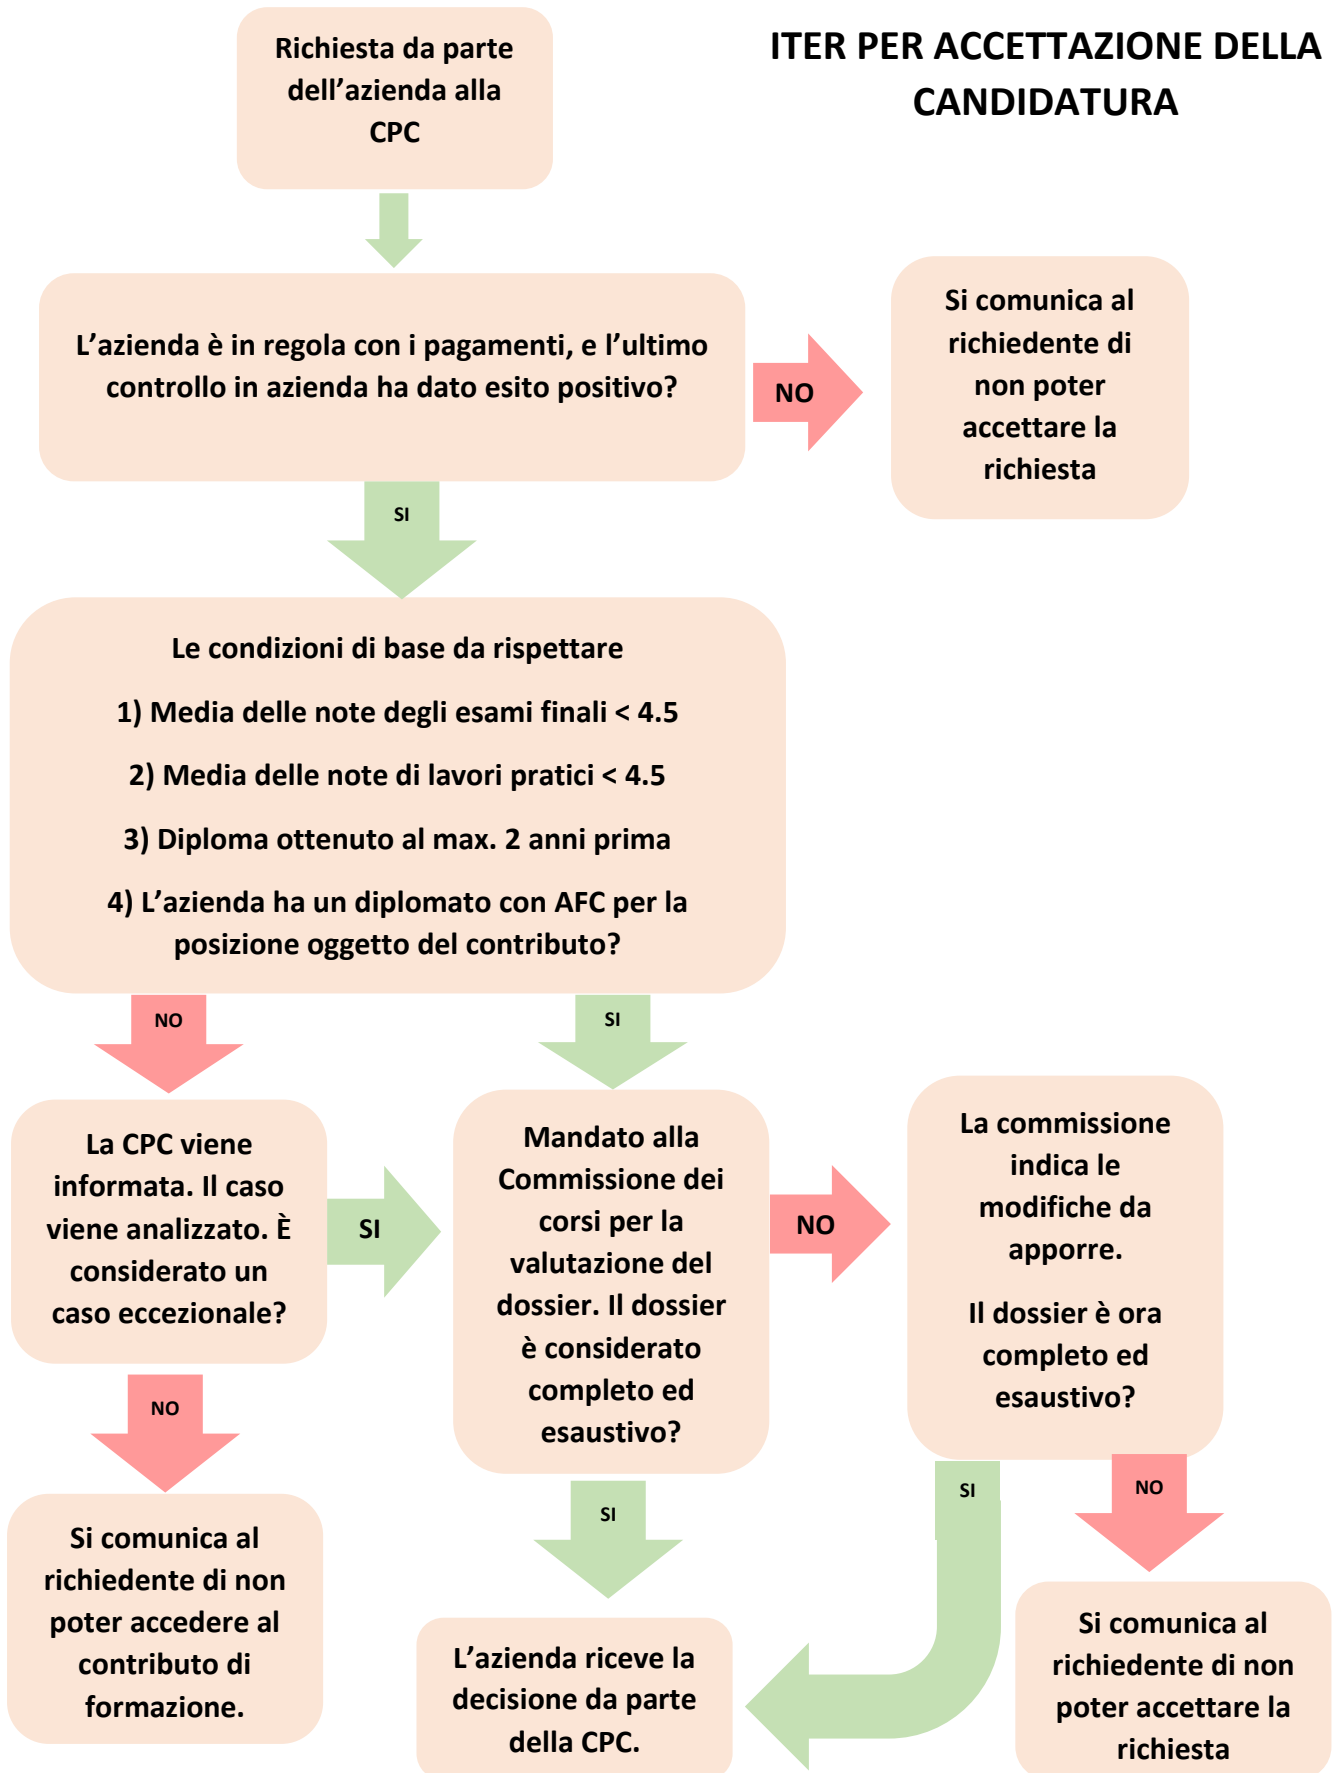 ITER PER ACCETTAZIONE DELLA
CANDIDATURA
Richiesta da parte
dell’azienda alla
CPC
L’azienda è in regola con i pagamenti, e l’ultimo
controllo in azienda ha dato esito positivo?
NO
Si comunica al
richiedente di
non poter
accettare la
richiesta
SI
Le condizioni di base da rispettare
1) Media delle note degli esami finali < 4.5
2) Media delle note di lavori pratici < 4.5
3) Diploma ottenuto al max. 2 anni prima
4) L’azienda ha un diplomato con AFC per la
posizione oggetto del contributo?
NO
SI
La CPC viene
informata. Il caso
viene analizzato. È
considerato un
caso eccezionale?
SI
Mandato alla
Commissione dei
corsi per la
valutazione del
dossier. Il dossier
è considerato
completo ed
esaustivo?
NO
La commissione
indica le
modifiche da
apporre.
Il dossier è ora
completo ed
esaustivo?
NO
SI
SI
NO
Si comunica al
richiedente di non
poter accedere al
contributo di
formazione.
L’azienda riceve la
decisione da parte
della CPC.
Si comunica al
richiedente di non
poter accettare la
richiesta